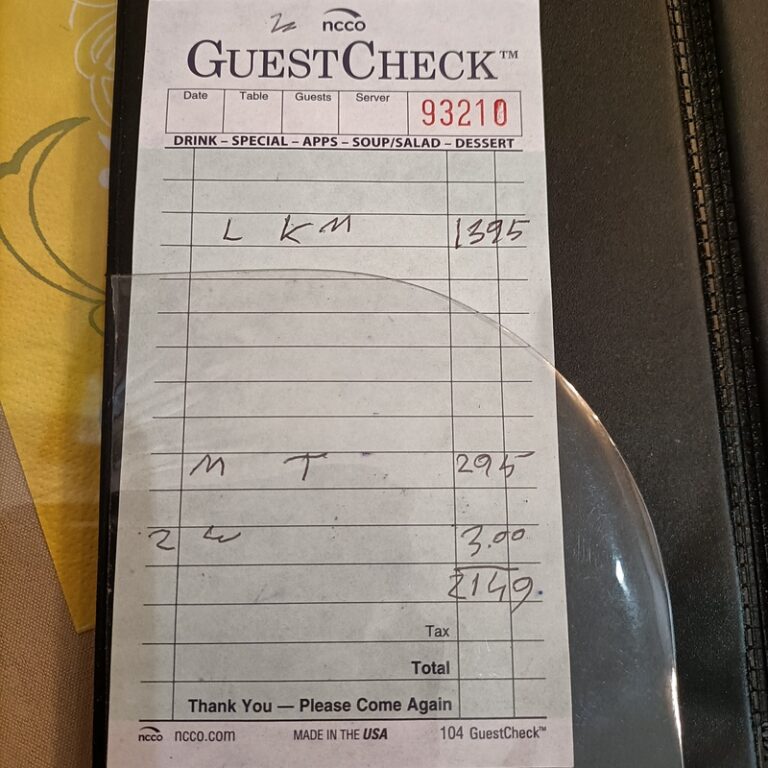 ncco
GUESTCHECK™
Date Table Guests Server 93210
DRINK – SPECIAL – APPS – SOUP/SALAD – DESSERT
L K M 1395
M T 295
2 3.00
2149
Tax
Total
Thank You — Please Come Again
ncco ncco.com MADE IN THE USA 104 GuestCheck™